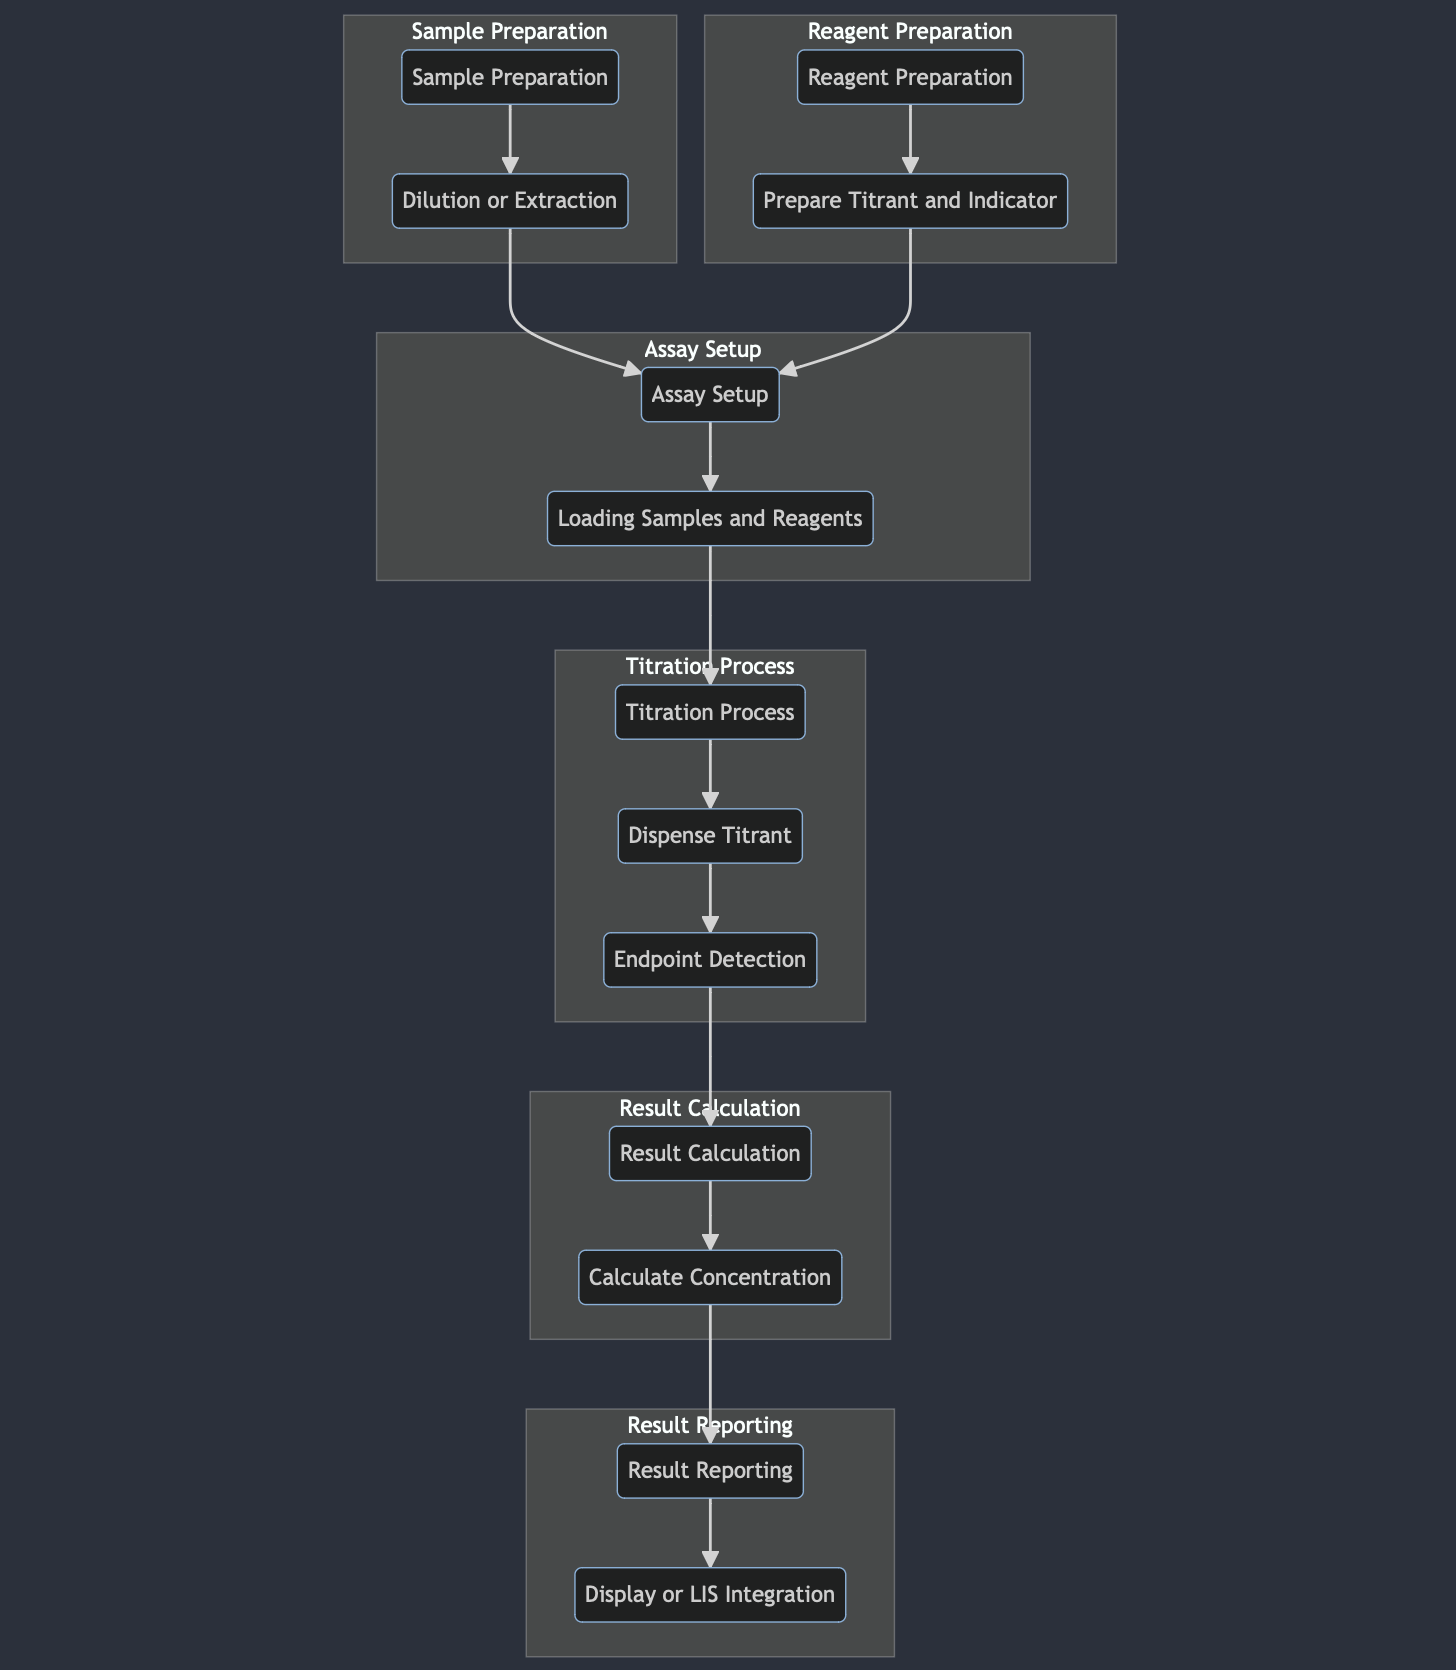 Sample Preparation
Sample Preparation
Dilution or Extraction
Reagent Preparation
Reagent Preparation
Prepare Titrant and Indicator
Assay Setup
Assay Setup
Loading Samples and Reagents
Titration Process
Titration Process
Dispense Titrant
Endpoint Detection
Result Calculation
Result Calculation
Calculate Concentration
Result Reporting
Result Reporting
Display or LIS Integration